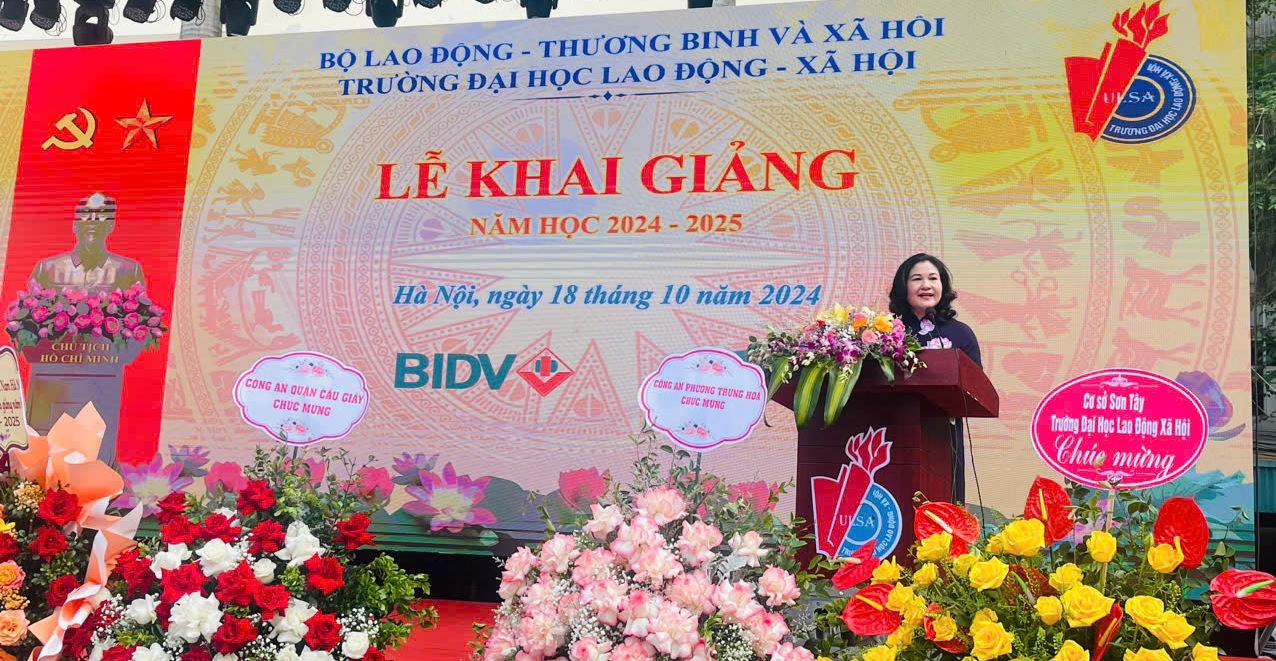 BỘ LAO ĐỘNG - THƯƠNG BINH VÀ XÃ HÔI
TRƯỜNG ĐẠI HỌC LAO ĐỘNG - XÃ HỘI
ULSA
TRƯỜNG ĐẠI HỌC LAO ĐỘNG - XÃ HỘI
LỄ KHAI GIẢNG
NĂM HỌC 2024 - 2025
Hà Nội, ngày 18 tháng 10 năm 2024
CHỦ TỊCH
HỒ CHÍ MINH
BIDV
CÔNG AN QUẬN CẦU GIẤY
CHÚC MỪNG
CÔNG AN PHƯỜNG TRUNG HOÀ
CHÚC MỪNG
Cơ sở Sơn Tây
Trường Đại Học Lao Động Xã Hội
Chúc mừng
- 2025
ULSA